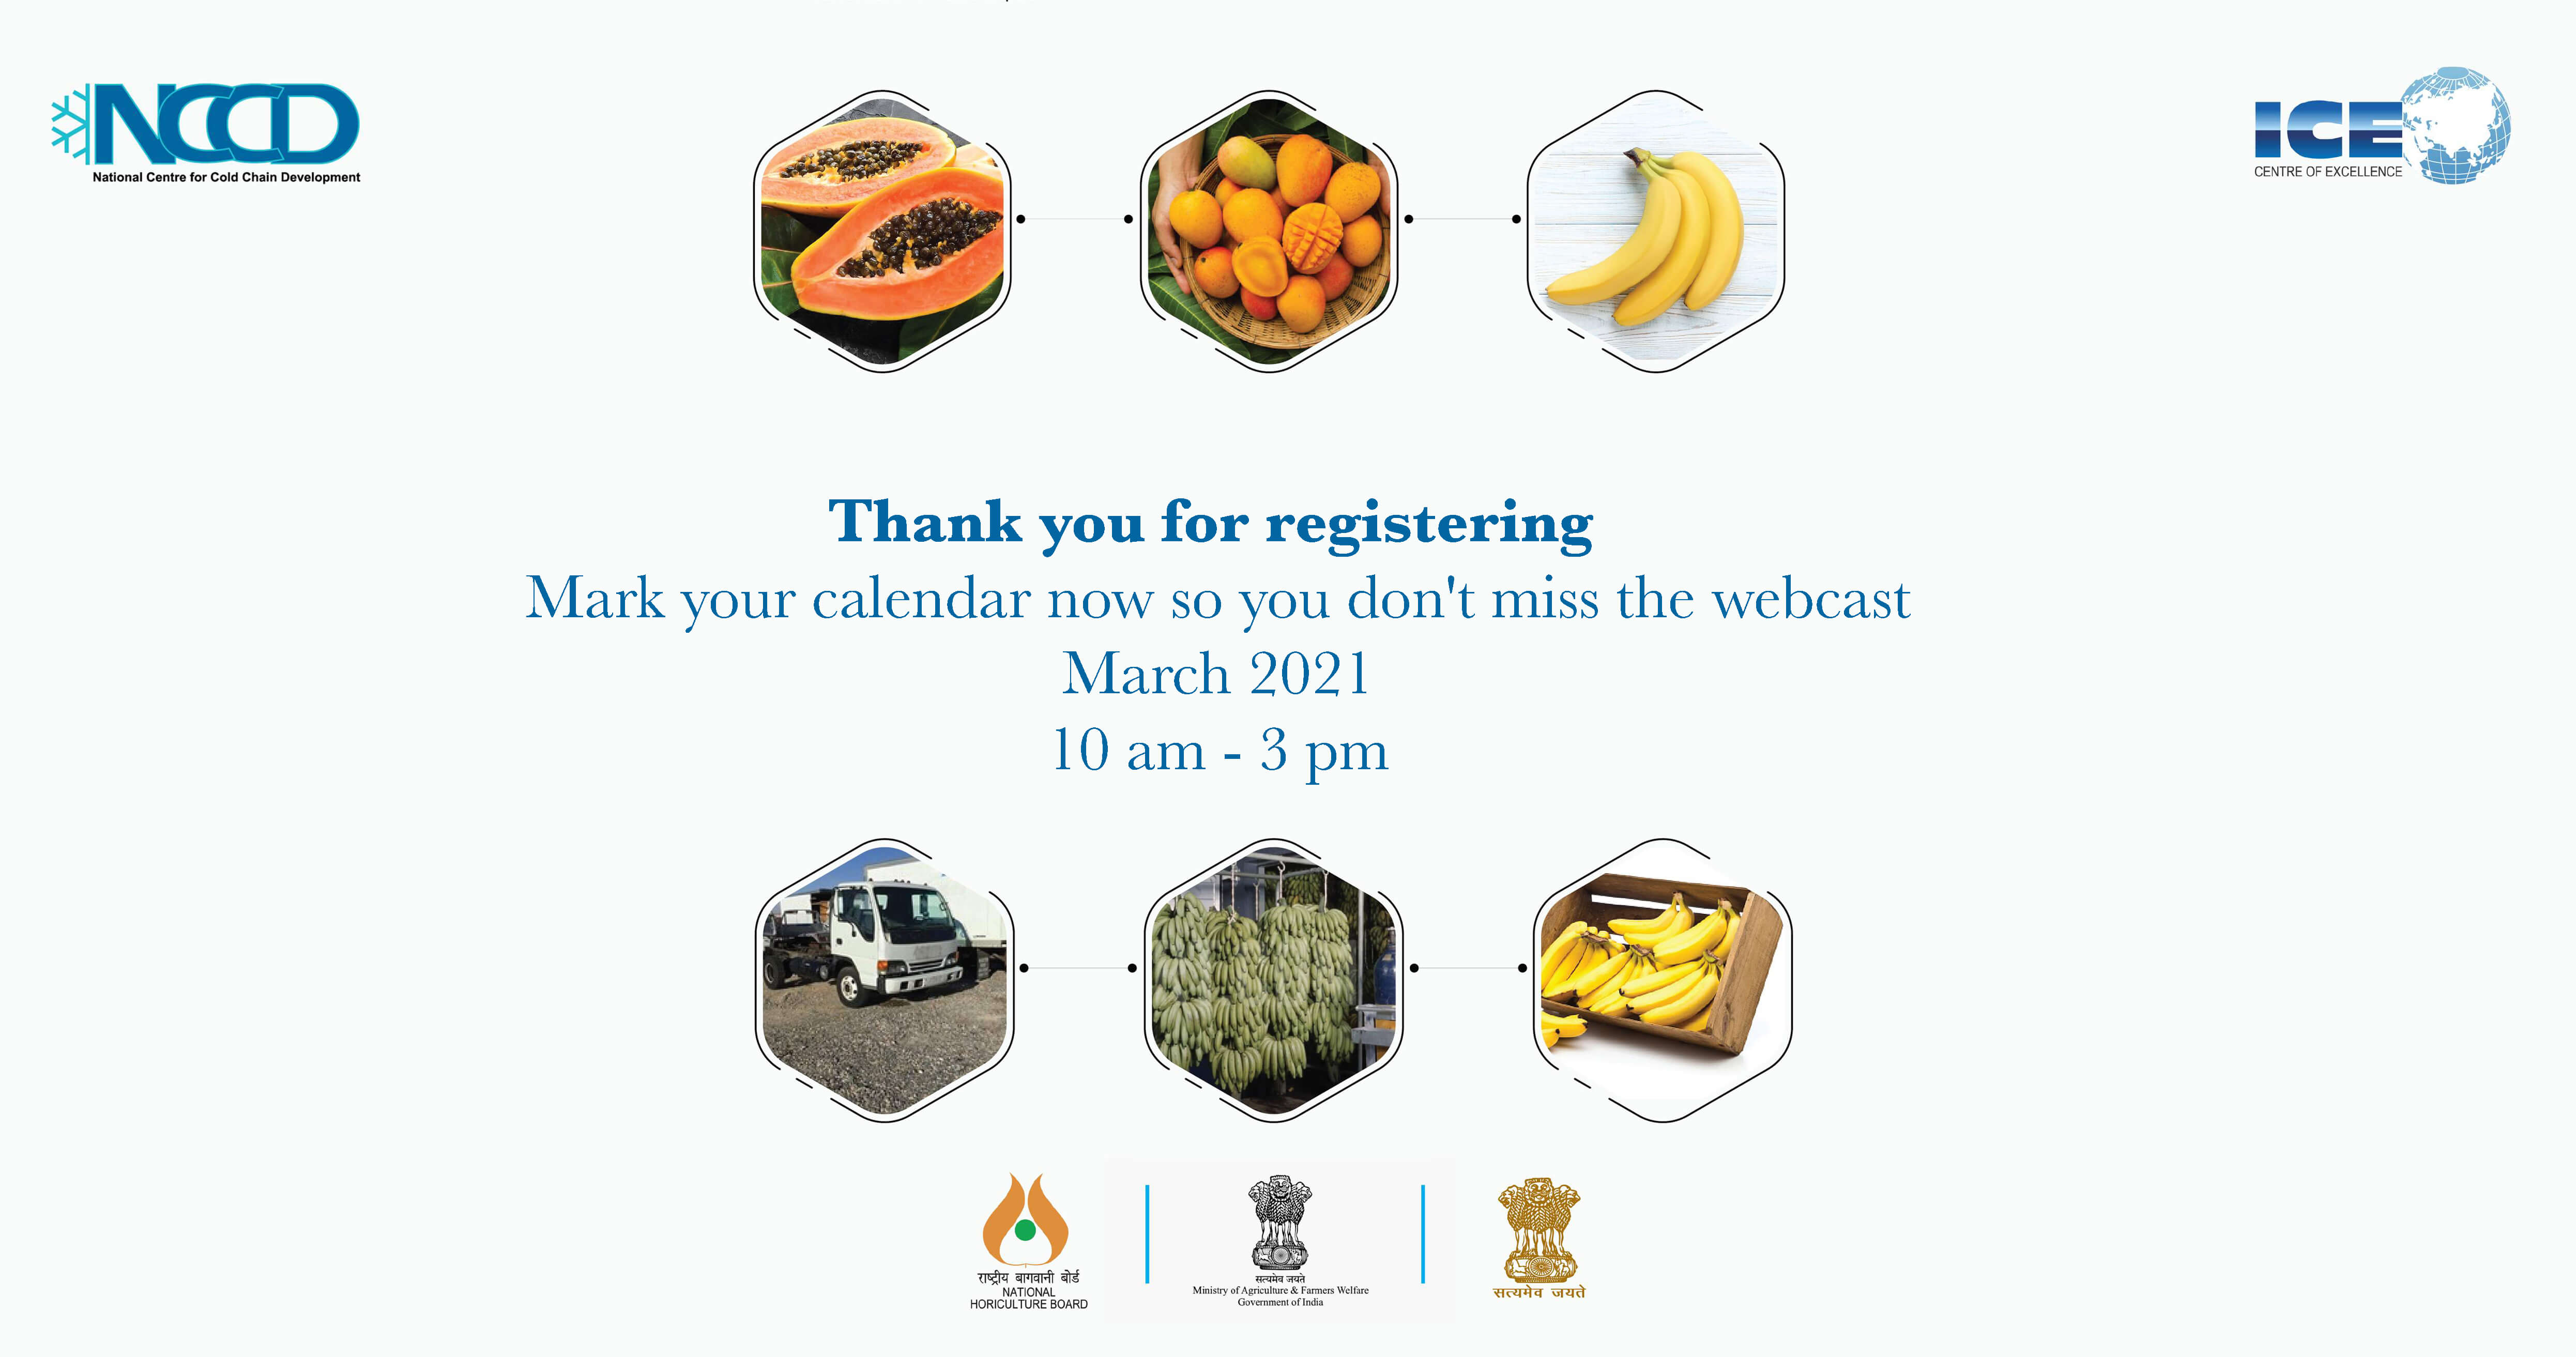 NCCD
National Centre for Cold Chain Development
ICE
CENTRE OF EXCELLENCE
Thank you for registering
Mark your calendar now so you don't miss the webcast
March 2021
10 am - 3 pm
राष्ट्रीय बागवानी बोर्ड
NATIONAL
HORICULTURE BOARD
सत्यमेव जयते
Ministry of Agriculture & Farmers Welfare
Government of India
सत्यमेव जयते